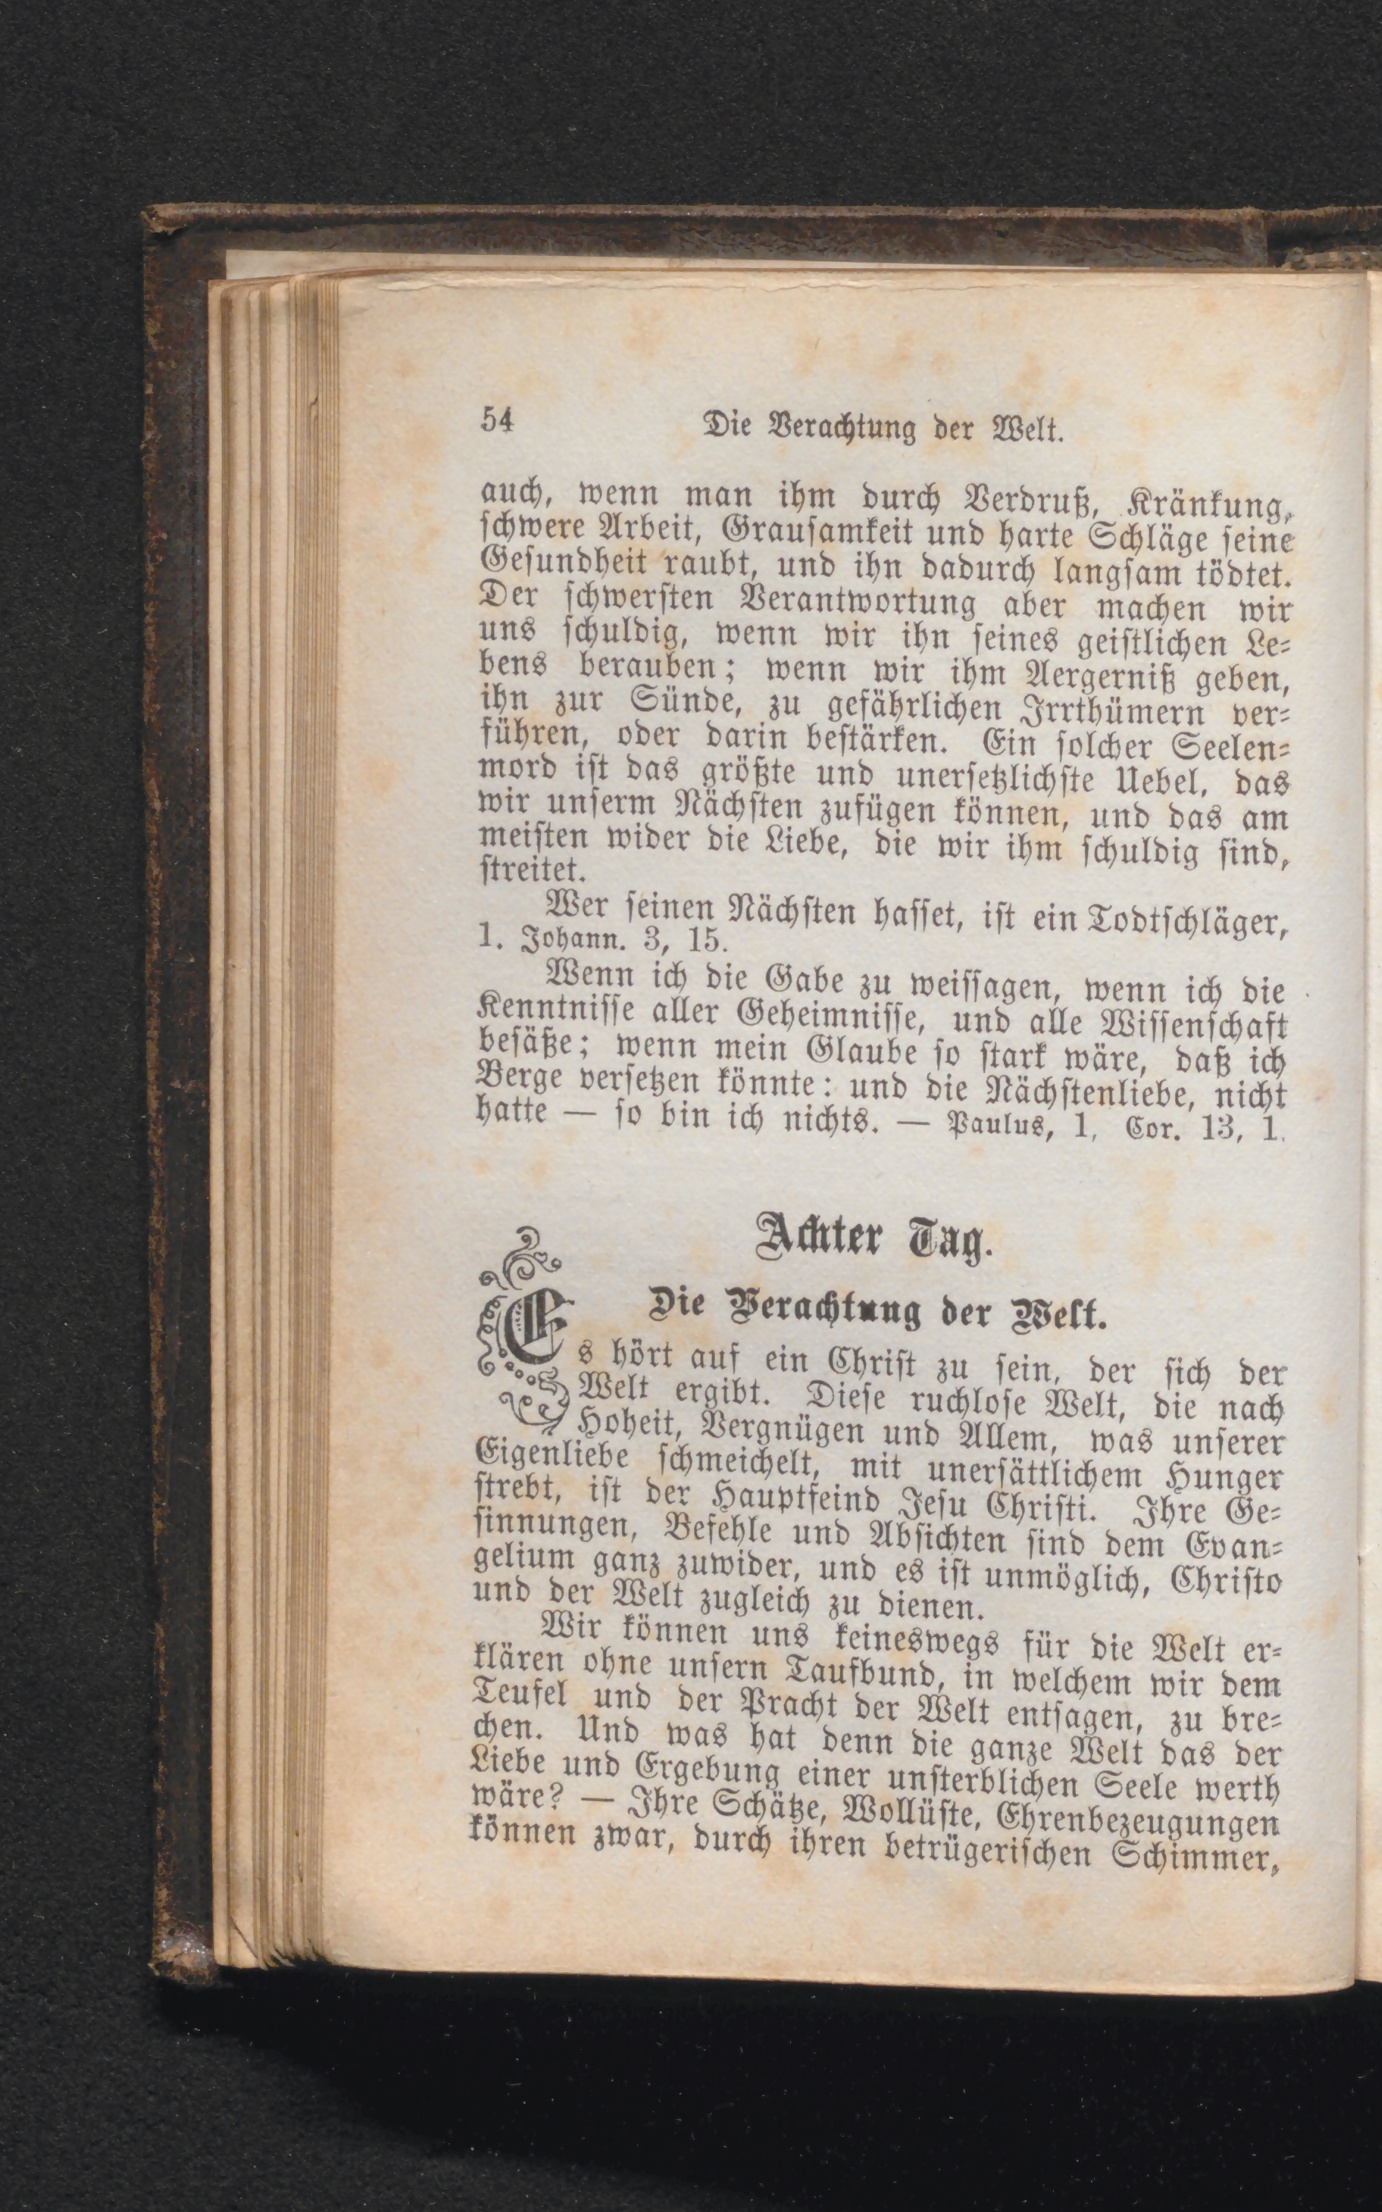 54 Die Verachtung der Welt.
auch, wenn man ihm durch Verdruß, Kränkung,
schwere Arbeit, Grausamkeit und harte Schläge seine
Gesundheit raubt, und ihn dadurch langsam tödtet.
Der schwersten Verantwortung aber machen wir
uns schuldig, wenn wir ihn seines geistlichen Le-
bens berauben; wenn wir ihm Aergerniß geben,
ihn zur Sünde, zu gefährlichen Irrthümern ver-
führen, oder darin bestärken. Ein solcher Seelen-
mord ist das größte und unersetzlichste Uebel, das
wir unserm Nächsten zufügen können, und das am
meisten wider die Liebe, die wir ihm schuldig sind,
streitet.
Wer seinen Nächsten hasset, ist ein Todtschläger,
1. Johann. 3, 15.
Wenn ich die Gabe zu weissagen, wenn ich die
Kenntnisse aller Geheimnisse, und alle Wissenschaft
besäße; wenn mein Glaube so stark wäre, daß ich
Berge versetzen könnte: und die Nächstenliebe, nicht
hatte — so bin ich nichts. — Paulus, 1, Cor. 13, 1.
Achter Tag.
Die Verachtung der Welt.
Es hört auf ein Christ zu sein, der sich der
Welt ergibt. Diese ruchlose Welt, die nach
Hoheit, Vergnügen und Allem, was unserer
Eigenliebe schmeichelt, mit unersättlichem Hunger
strebt, ist der Hauptfeind Jesu Christi. Ihre Ge-
sinnungen, Befehle und Absichten sind dem Evan-
gelium ganz zuwider, und es ist unmöglich, Christo
und der Welt zugleich zu dienen.
Wir können uns keineswegs für die Welt er-
klären ohne unsern Taufbund, in welchem wir dem
Teufel und der Pracht der Welt entsagen, zu bre-
chen. Und was hat denn die ganze Welt das der
Liebe und Ergebung einer unsterblichen Seele werth
wäre? — Ihre Schätze, Wollüste, Ehrenbezeugungen
können zwar, durch ihren betrügerischen Schimmer,